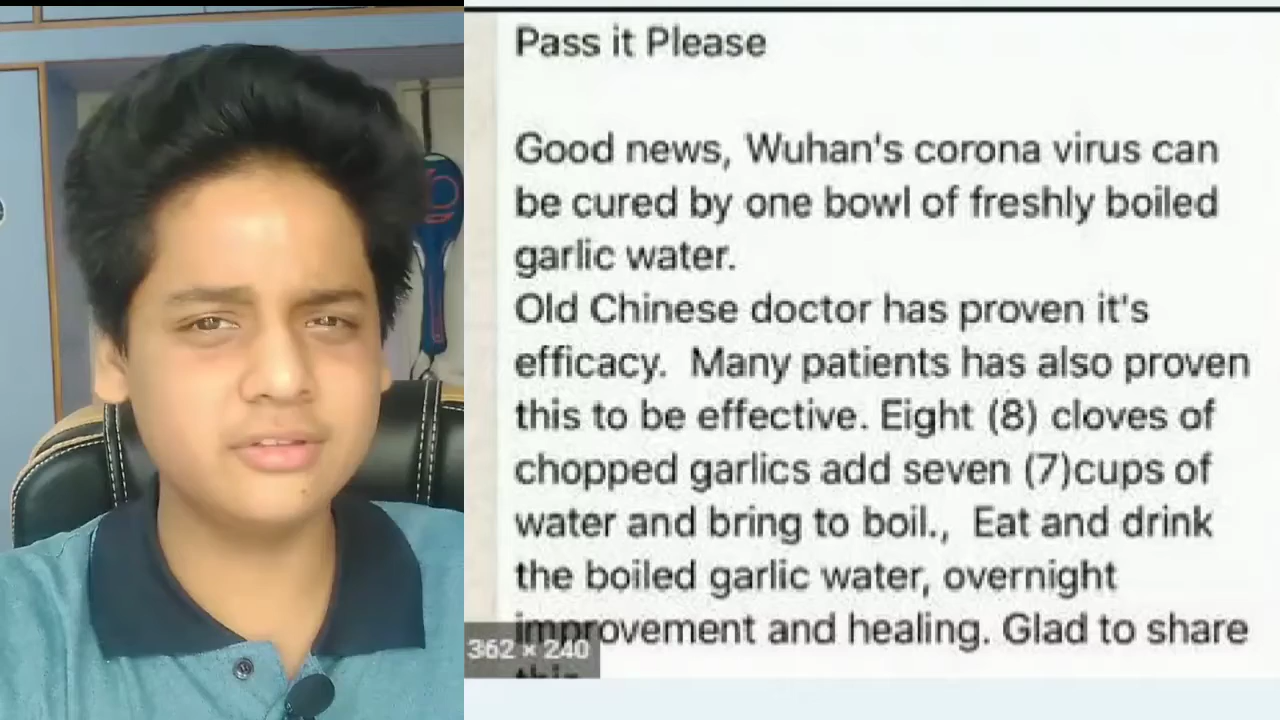 Pass it Please
Good news, Wuhan's corona virus can
be cured by one bowl of freshly boiled
garlic water.
Old Chinese doctor has proven it's
efficacy. Many patients has also proven
this to be effective. Eight (8) cloves of
chopped garlics add seven (7)cups of
water and bring to boil., Eat and drink
the boiled garlic water, overnight
improvement and healing. Glad to share
362 × 240